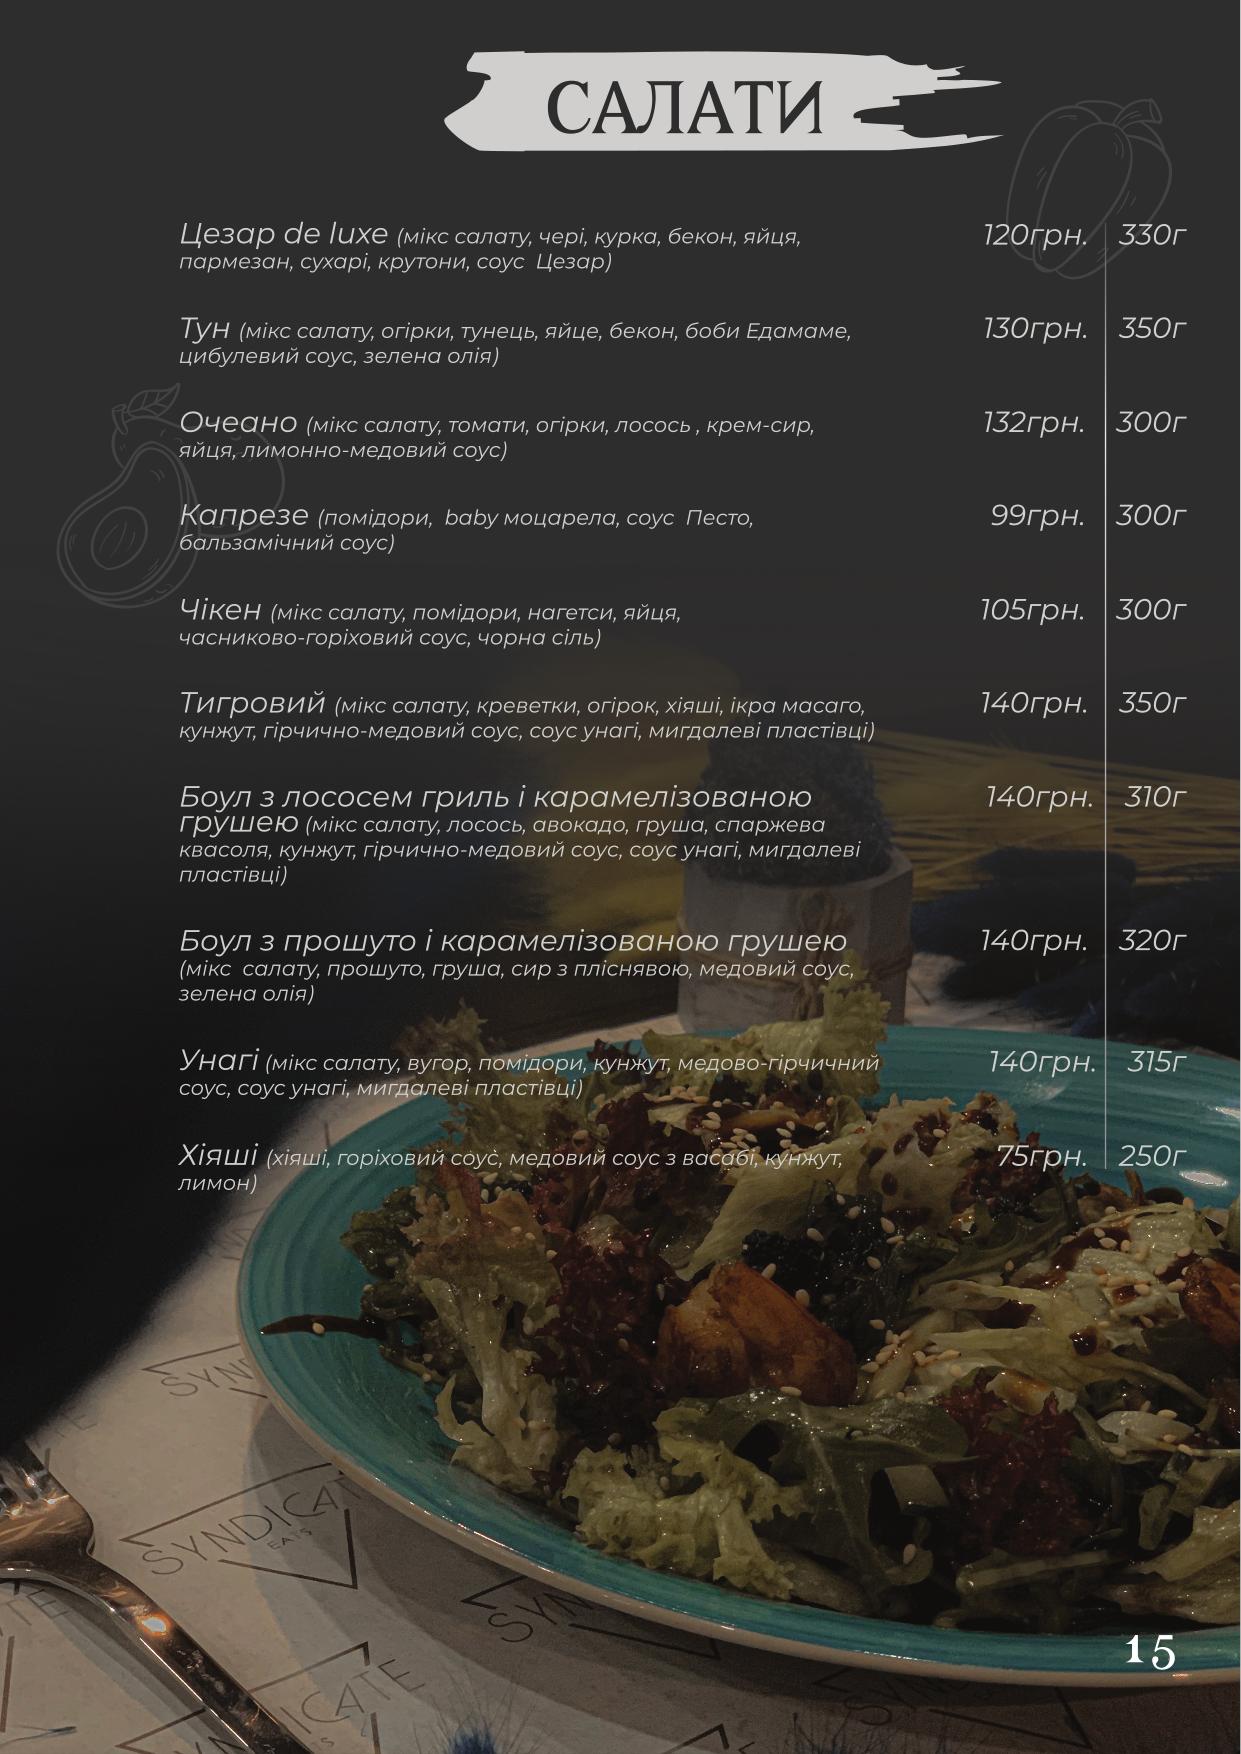 САЛАТИ
Цезар de luxe (мікс салату, чері, курка, бекон, яйця, 120грн. 330г
пармезан, сухарі, крутони, соус Цезар)
Тун (мікс салату, огірки, тунець, яйце, бекон, боби Едамаме, 130грн. 350г
цибулевий соус, зелена олія)
Очеано (мікс салату, томати, огірки, лосось , крем-сир, 132грн. 300г
яйця, лимонно-медовий соус)
Капрезе (помідори, baby моцарела, соус Песто, 99грн. 300г
бальзамічний соус)
Чікен (мікс салату, помідори, нагетси, яйця, 105грн. 300г
часниково-горіховий соус, чорна сіль)
Тигровий (мікс салату, креветки, огірок, хіяші, ікра масаго, 140грн. 350г
кунжут, гірчично-медовий соус, соус унагі, мигдалеві пластівці)
Боул з лососем гриль і карамелізованою 140грн. 310г
грушею (мікс салату, лосось, авокадо, груша, спаржева
квасоля, кунжут, гірчично-медовий соус, соус унагі, мигдалеві
пластівці)
Боул з прошуто і карамелізованою грушею 140грн. 320г
(мікс салату, прошуто, груша, сир з пліснявою, медовий соус,
зелена олія)
Унагі (мікс салату, вугор, помідори, кунжут, медово-гірчичний 140грн. 315г
соус, соус унагі, мигдалеві пластівці)
Хіяші (хіяші, горіховий соус, медовий соус з васабі, кунжут, 75грн. 250г
лимон)
SYNDICAT
EATS
SYN
DICATE
15